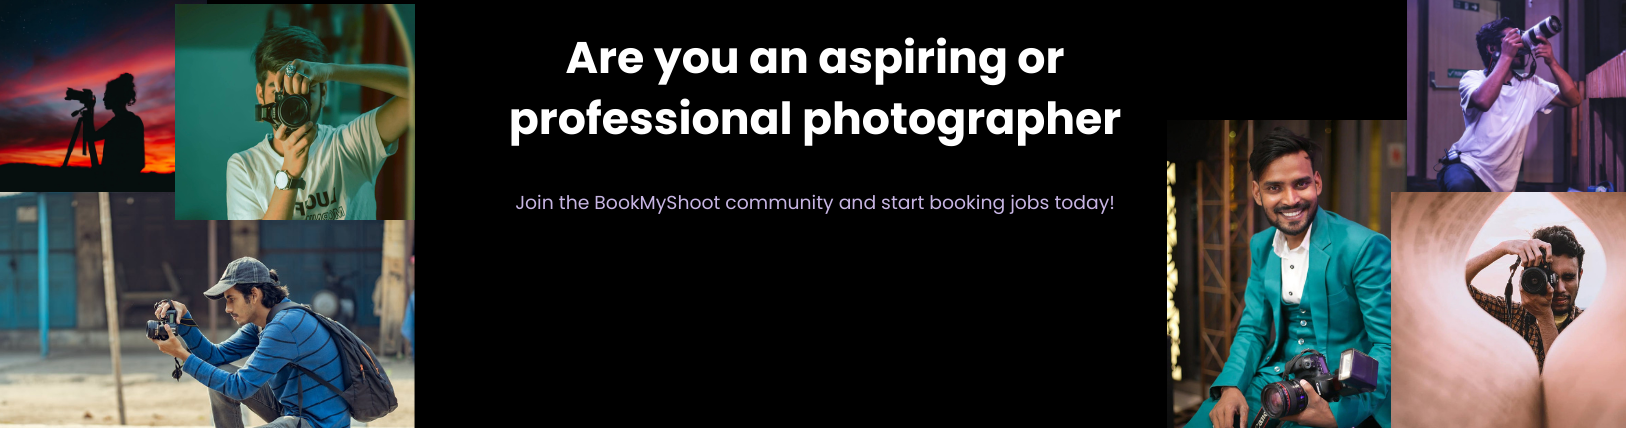 Are you an aspiring or
professional photographer
Join the BookMyShoot community and start booking jobs today!